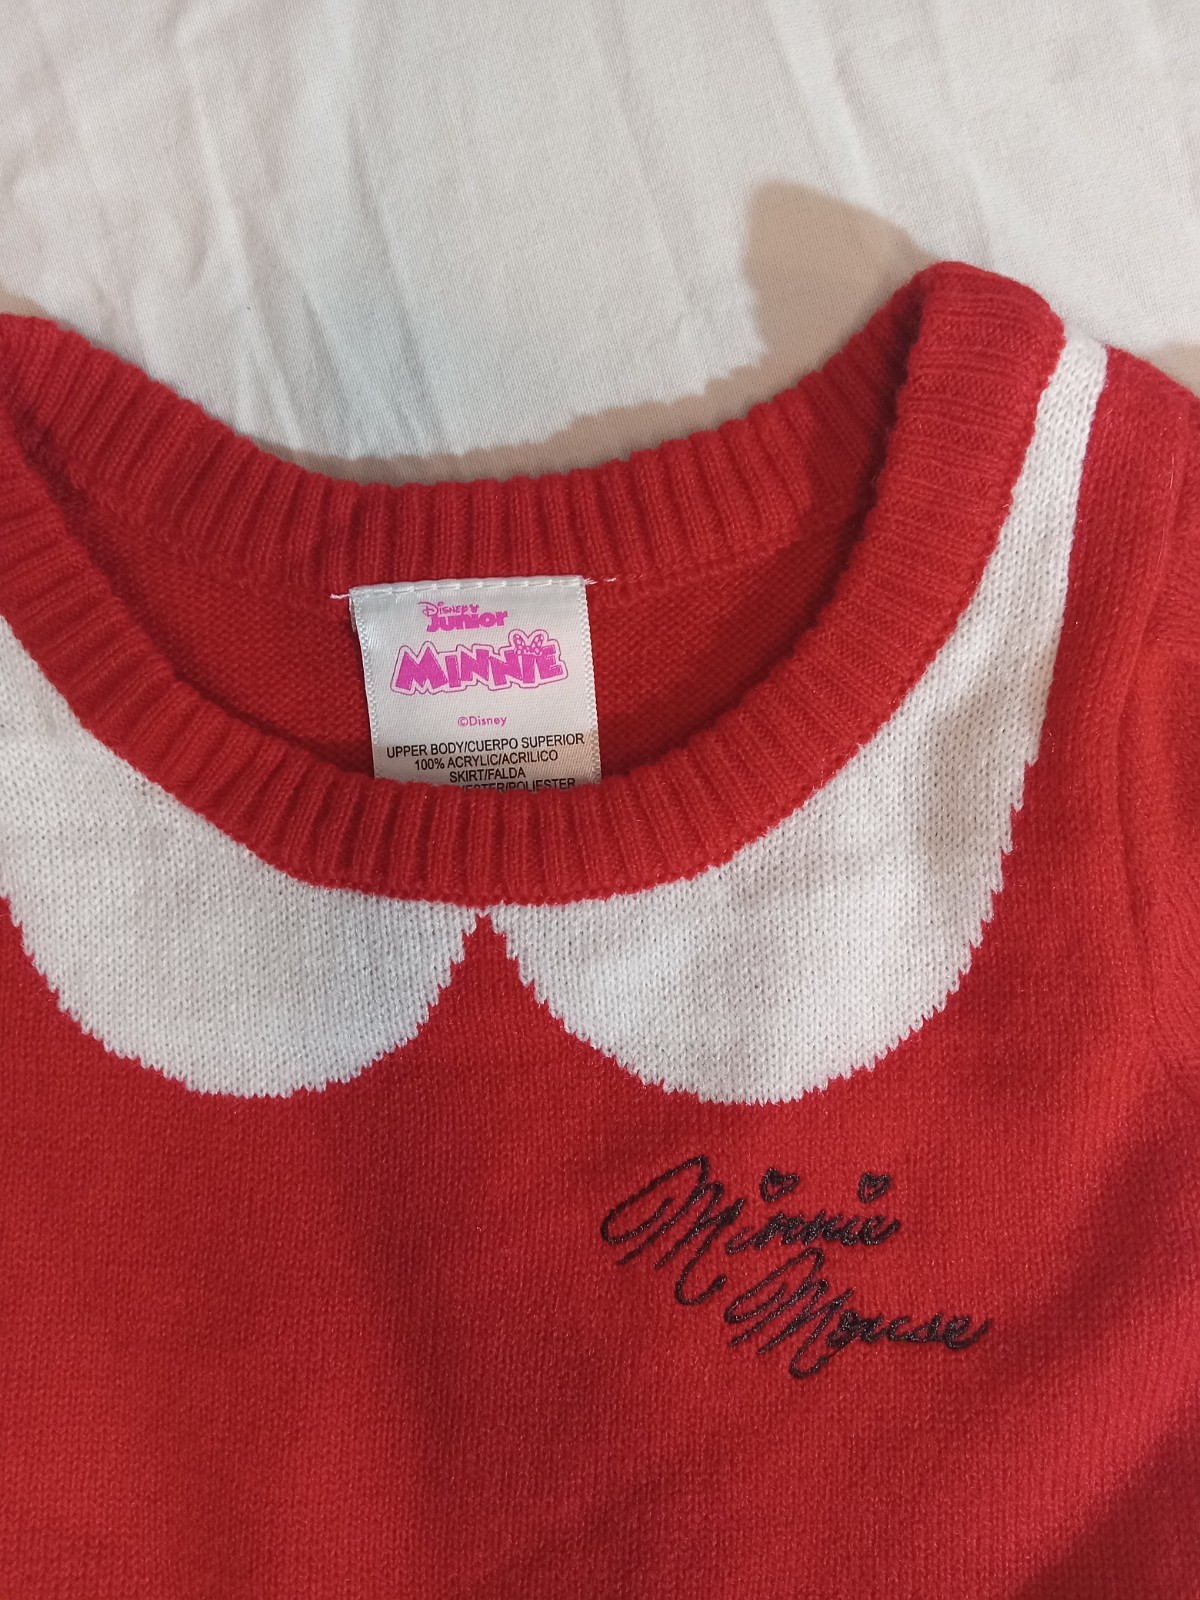 Disney
Junior
MINNIE
©Disney
UPPER BODY/CUERPO SUPERIOR
100% ACRYLIC/ACRILICO
SKIRT/FALDA
Minnie
Mouse